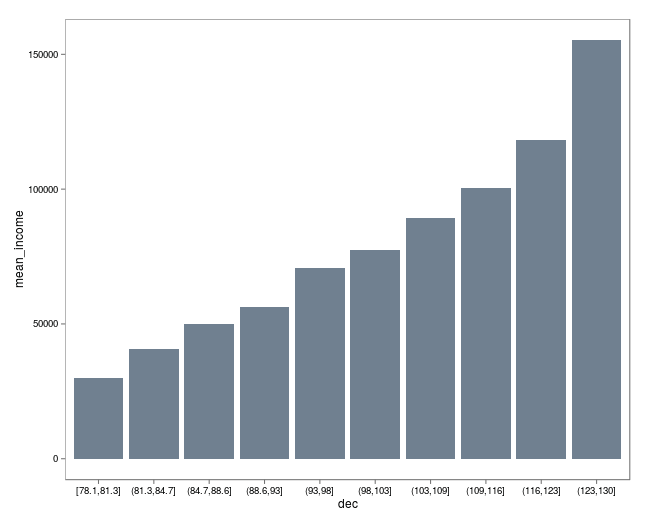 150000
100000
50000
0
mean_income
[78.1,81.3] (81.3,84.7] (84.7,88.6] (88.6,93] (93,98] (98,103] (103,109] (109,116] (116,123] (123,130]
dec